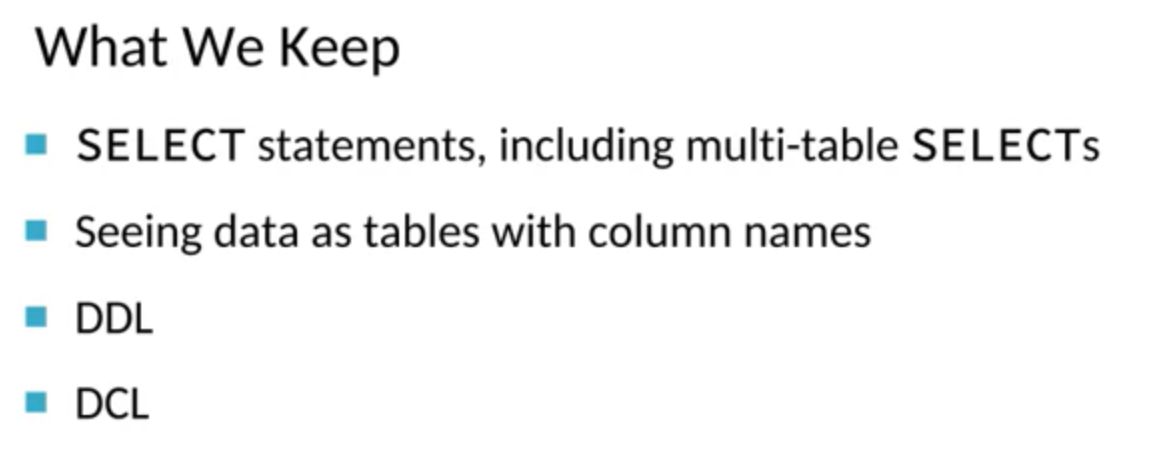 What We Keep
SELECT statements, including multi-table SELECTs
Seeing data as tables with column names
DDL
DCL